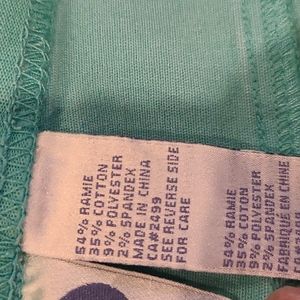 54% RAMIE
35% COTTON
9% POLYESTER
2% SPANDEX
MADE IN CHINA
CA#2499
SEE REVERSE SIDE
FOR CARE
54% RAMIE
35% COTON
9% POLYESTER
2% SPANDEX
FABRIQUE EN CHINE